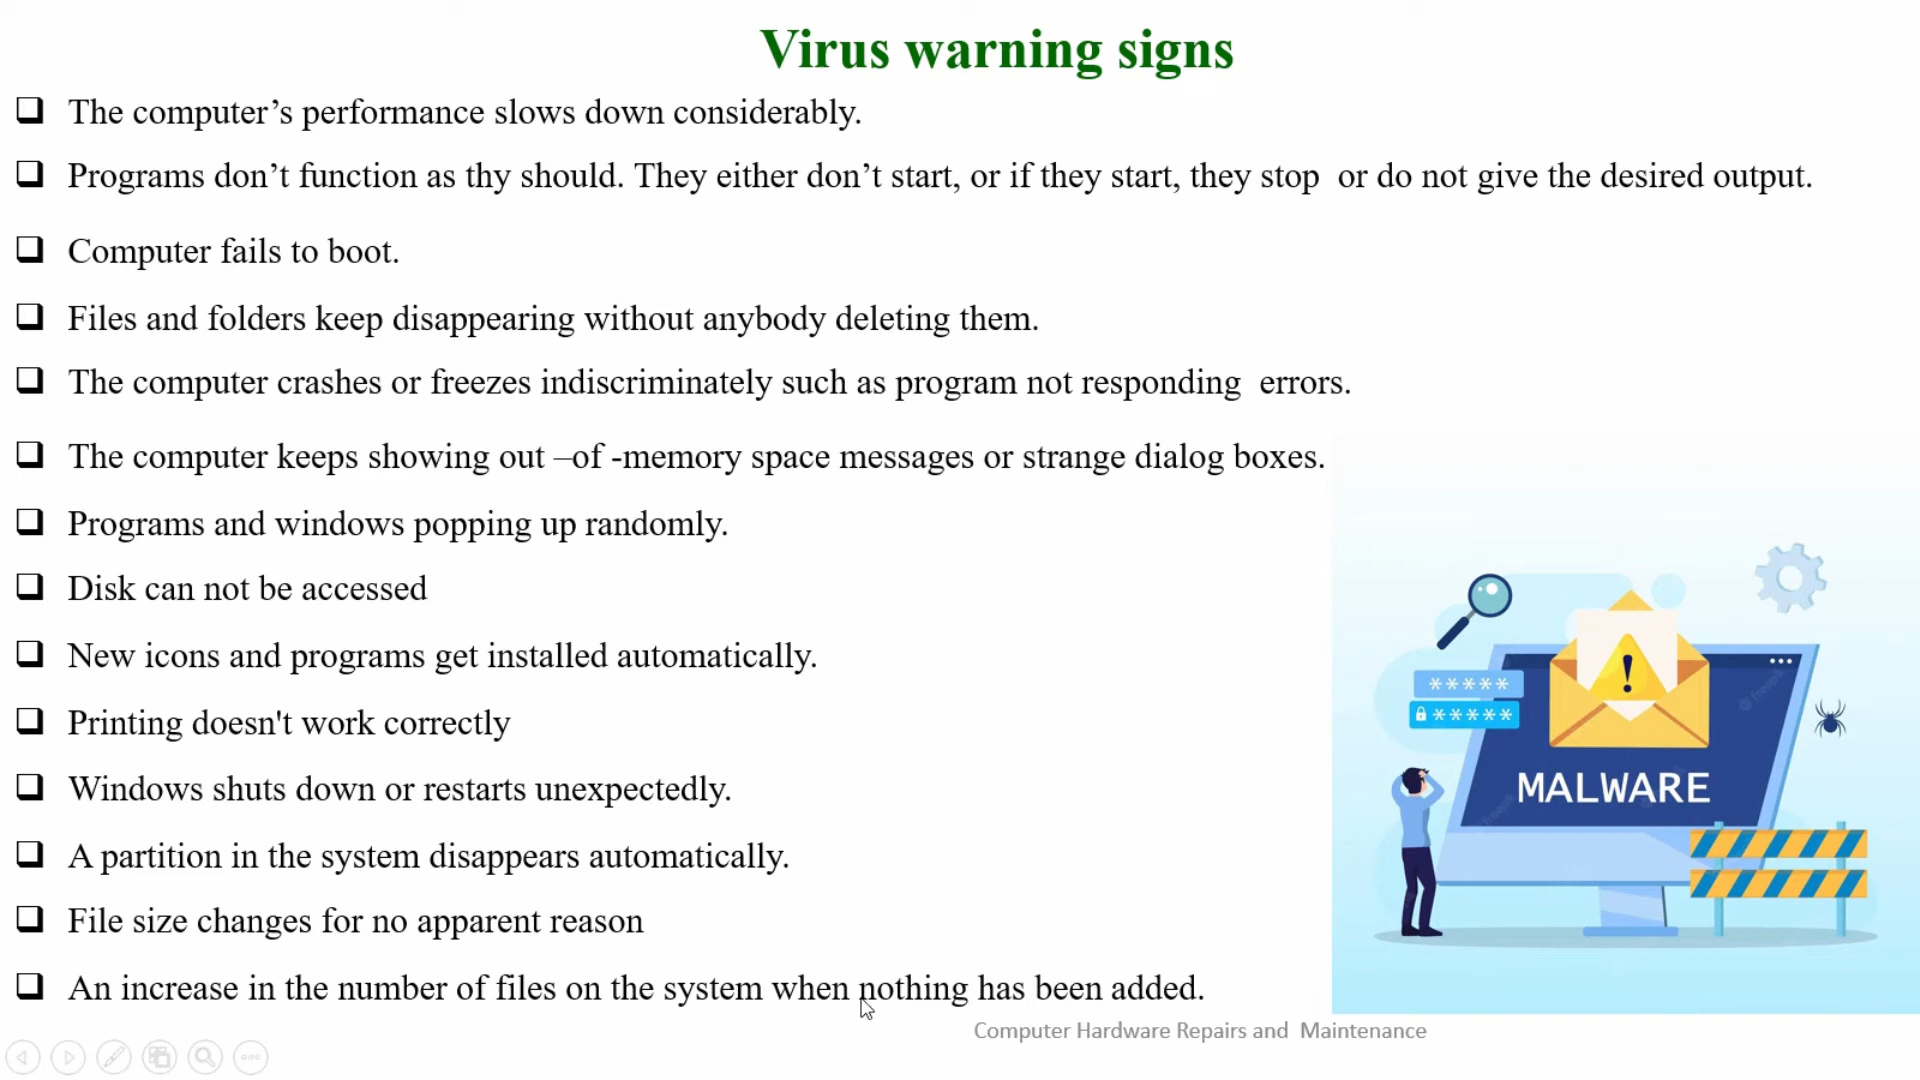 Virus warning signs
The computer’s performance slows down considerably.
Programs don’t function as thy should. They either don’t start, or if they start, they stop  or do not give the desired output.
Computer fails to boot.
Files and folders keep disappearing without anybody deleting them.
The computer crashes or freezes indiscriminately such as program not responding  errors.
The computer keeps showing out –of -memory space messages or strange dialog boxes.
Programs and windows popping up randomly.
Disk can not be accessed
New icons and programs get installed automatically.
Printing doesn't work correctly
Windows shuts down or restarts unexpectedly.
A partition in the system disappears automatically.
File size changes for no apparent reason
An increase in the number of files on the system when nothing has been added.
*****
*****
!
MALWARE
Computer Hardware Repairs and  Maintenance